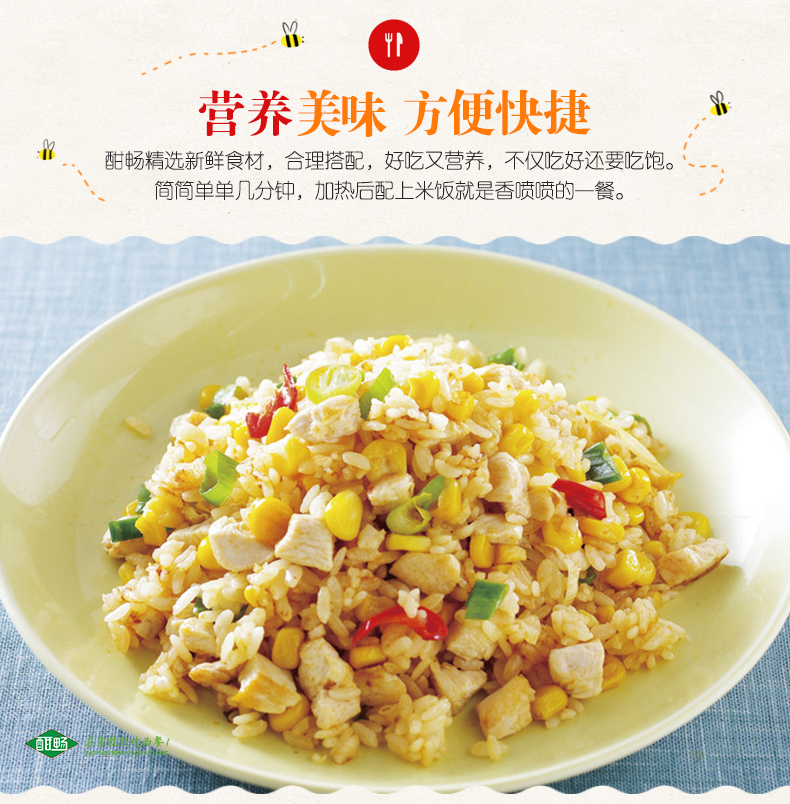 营养美味 方便快捷
酣畅精选新鲜食材，合理搭配，好吃又营养，不仅吃好还要吃饱。
简简单单几分钟，加热后配上米饭就是香喷喷的一餐。
酣畅